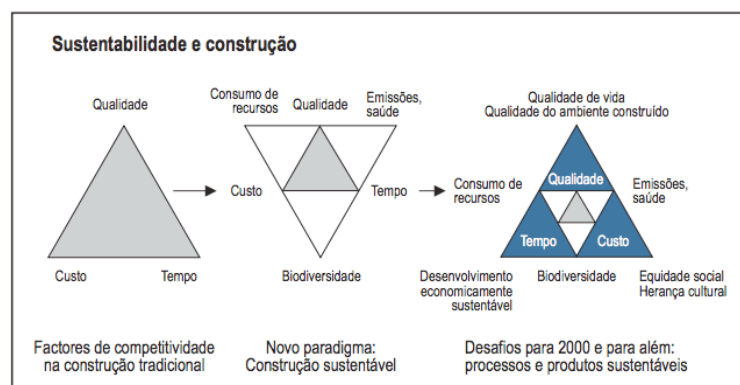 Sustentabilidade e construção
Qualidade
Custo
Tempo
Factores de competitividade
na construção tradicional
Consumo de
recursos
Qualidade
Emissões,
saúde
Custo
Tempo
Biodiversidade
Novo paradigma:
Construção sustentável
Qualidade de vida
Qualidade do ambiente construído
Consumo de
recursos
Qualidade
Emissões,
saúde
Tempo
Custo
Desenvolvimento
economicamente
sustentável
Biodiversidade
Equidade social
Herança cultural
Desafios para 2000 e para além:
processos e produtos sustentáveis